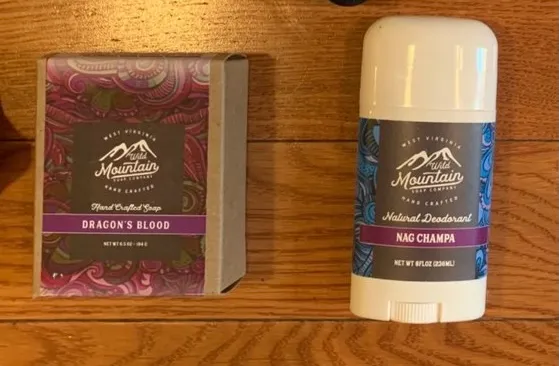 WEST VIRGINIA
Wild
Mountain
SOAP COMPANY
HAND CRAFTED
Hand Crafted Soap
DRAGON'S BLOOD
WEST VIRGINIA
Wild
Mountain
SOAP COMPANY
HAND CRAFTED
Natural Deodorant
NAG CHAMPA
NET WT 8FLOZ (236ML)